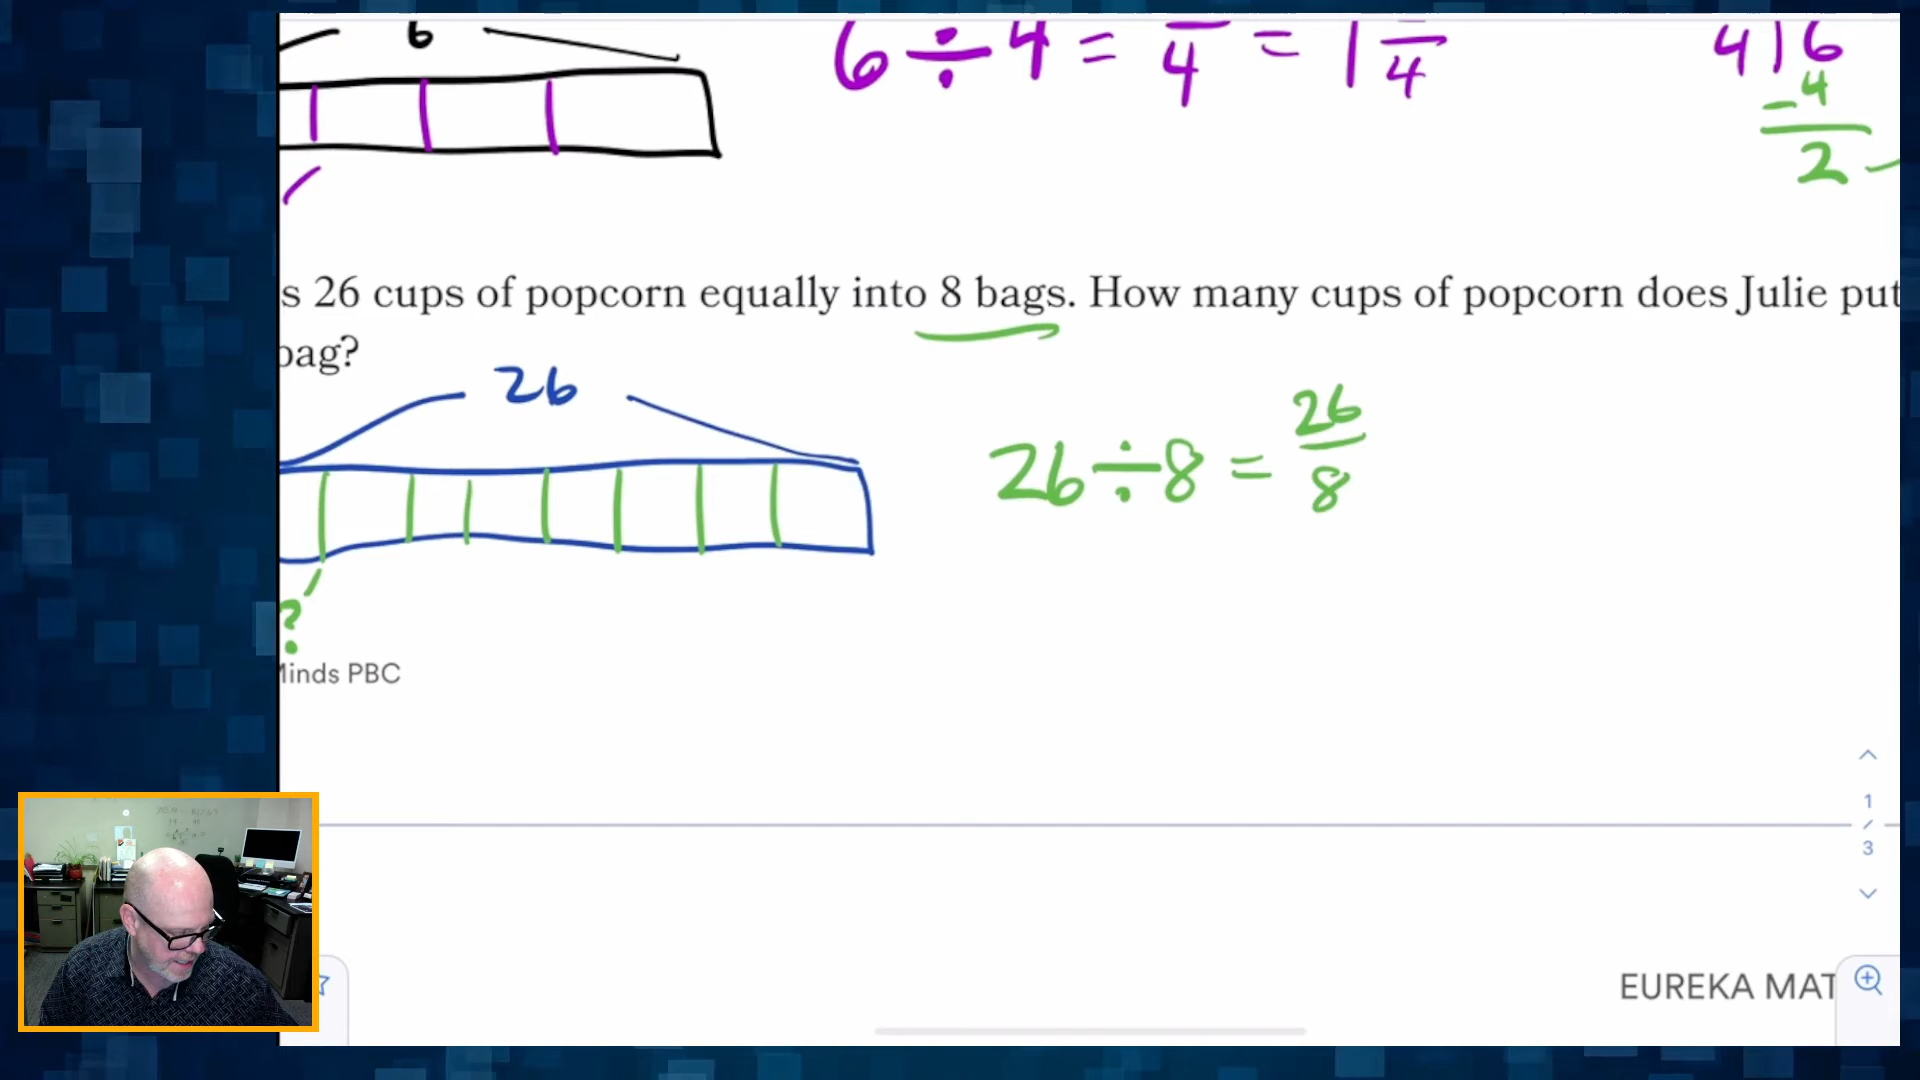 6
6 ÷ 4 = 4 = 1 4
4 6
- 4
2
s 26 cups of popcorn equally into 8 bags. How many cups of popcorn does Julie put
bag?
26
26 ÷ 8 = 26/8
?
Minds PBC
1
/
3
EUREKA MAT